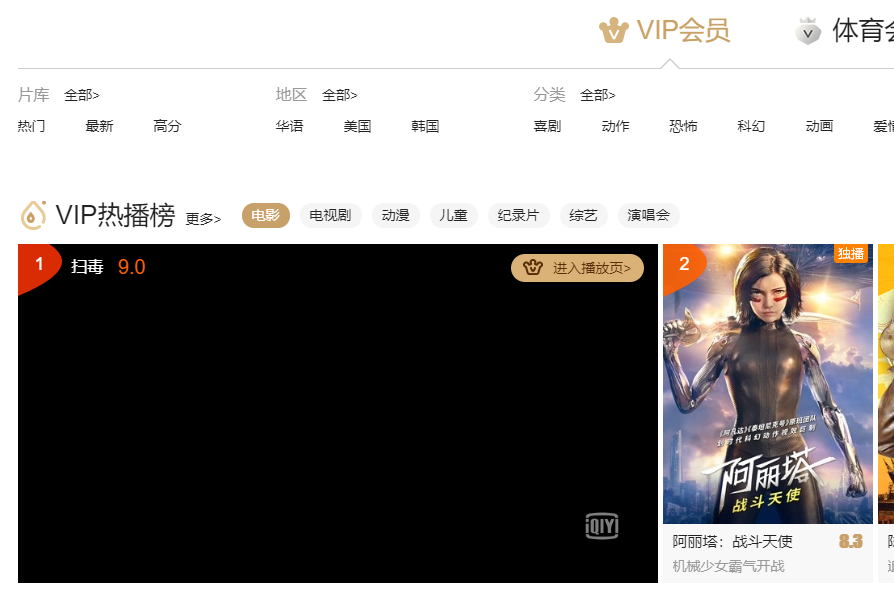 VIP会员
体育会
片库 全部>
地区 全部>
分类 全部>
热门 最新 高分
华语 美国 韩国
喜剧 动作 恐怖 科幻 动画 爱情
VIP热播榜 更多>
电影 电视剧 动漫 儿童 纪录片 综艺 演唱会
1 扫毒 9.0
进入播放页>
iQIYI
2
独播
《阿凡达》《泰坦尼克号》原班团队
划时代科幻动作视效巨制
阿丽塔
战斗天使
阿丽塔：战斗天使 8.3
机械少女霸气开战